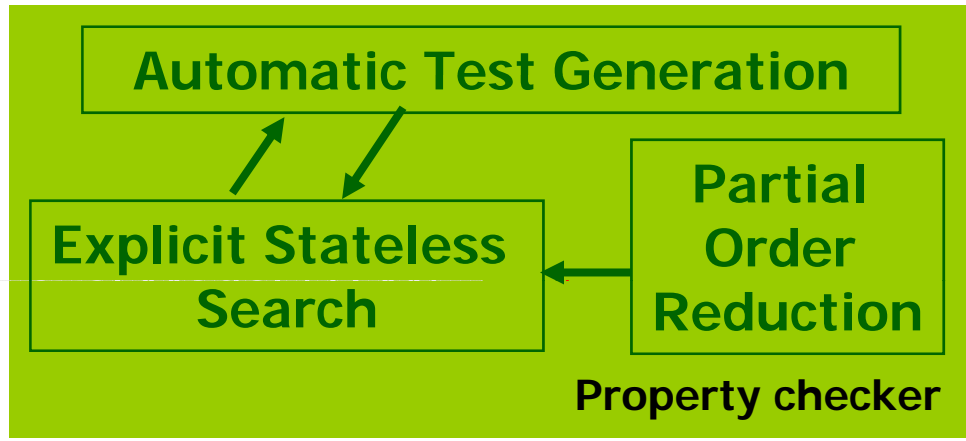 Automatic Test Generation
Explicit Stateless
Search
Partial
Order
Reduction
Property checker